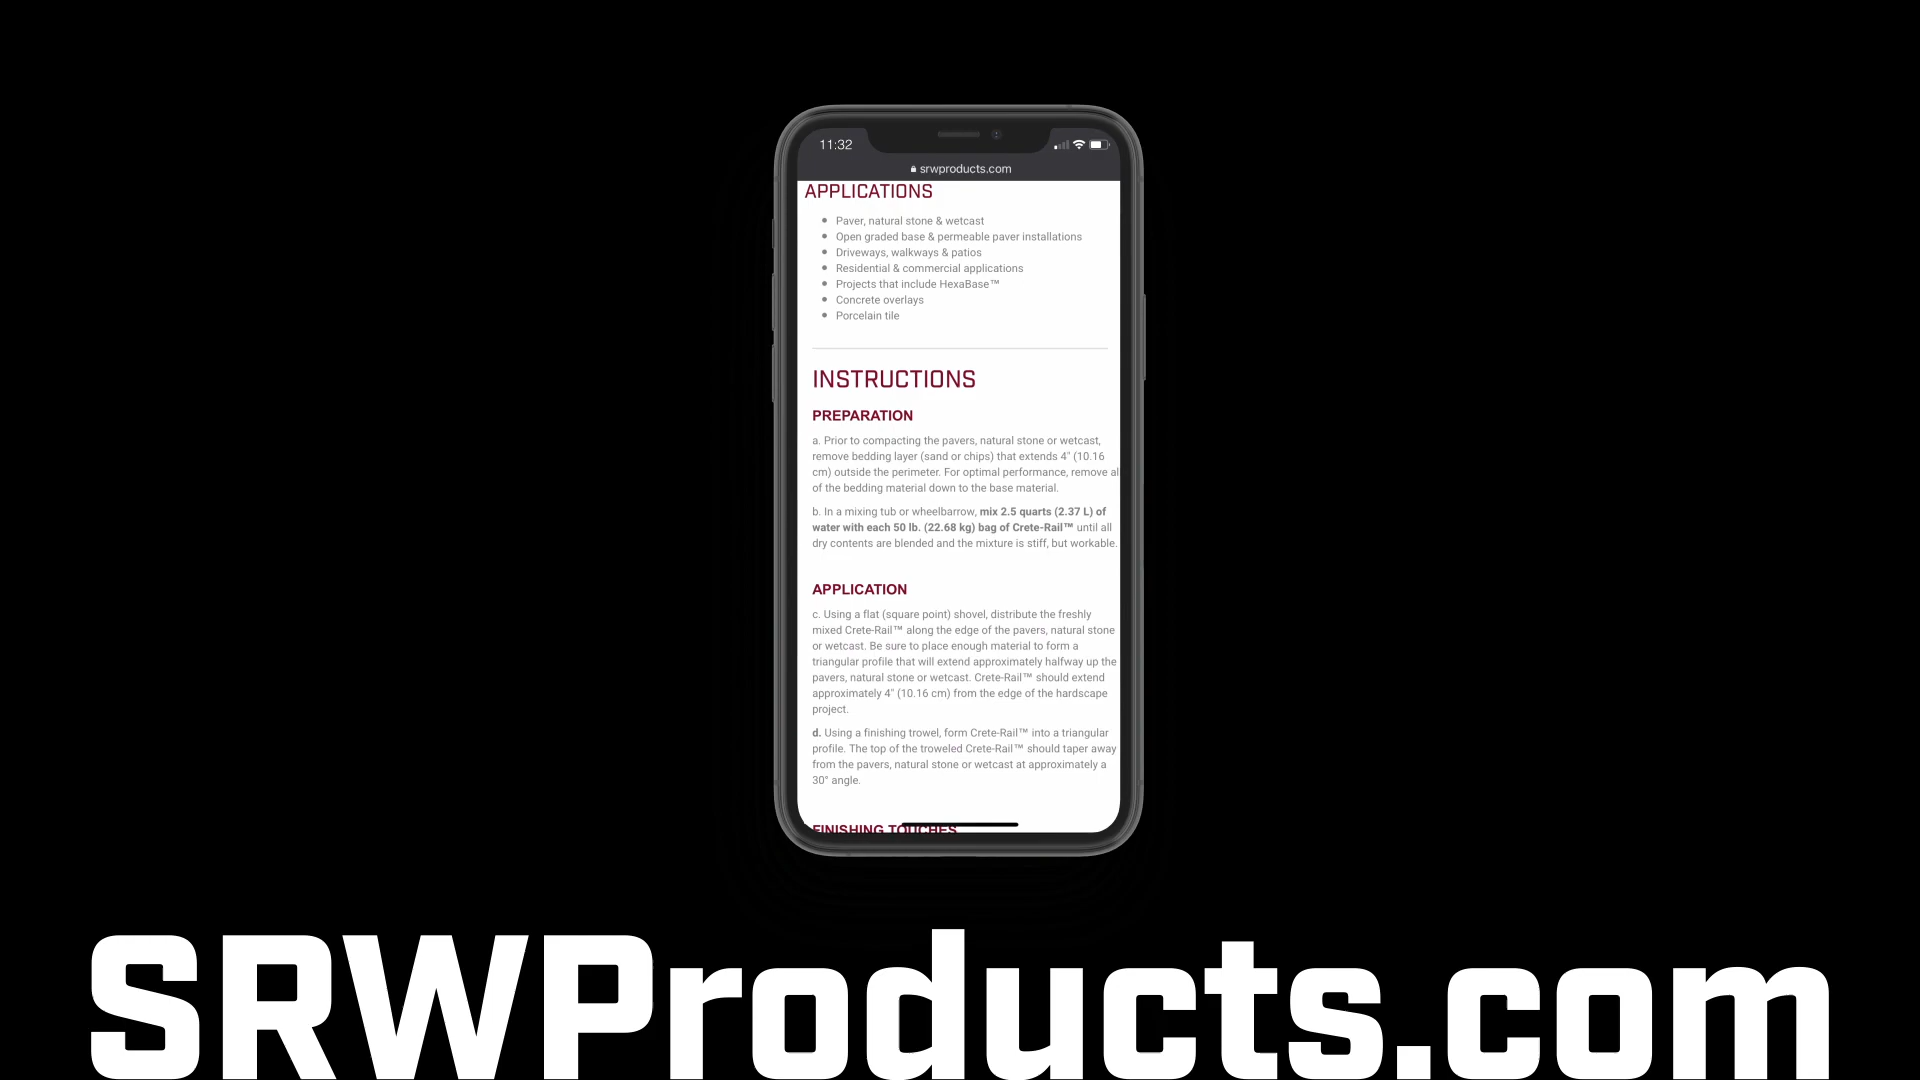 11:32
srwproducts.com
APPLICATIONS
Paver, natural stone & wetcast
Open graded base & permeable paver installations
Driveways, walkways & patios
Residential & commercial applications
Projects that include HexaBase™
Concrete overlays
Porcelain tile
INSTRUCTIONS
PREPARATION
a. Prior to compacting the pavers, natural stone or wetcast,
remove bedding layer (sand or chips) that extends 4" (10.16
cm) outside the perimeter. For optimal performance, remove al
of the bedding material down to the base material.
b. In a mixing tub or wheelbarrow, mix 2.5 quarts (2.37 L) of
water with each 50 lb. (22.68 kg) bag of Crete-Rail™ until all
dry contents are blended and the mixture is stiff, but workable.
APPLICATION
c. Using a flat (square point) shovel, distribute the freshly
mixed Crete-Rail™ along the edge of the pavers, natural stone
or wetcast. Be sure to place enough material to form a
triangular profile that will extend approximately halfway up the
pavers, natural stone or wetcast. Crete-Rail™ should extend
approximately 4" (10.16 cm) from the edge of the hardscape
project.
d. Using a finishing trowel, form Crete-Rail™ into a triangular
profile. The top of the troweled Crete-Rail™ should taper away
from the pavers, natural stone or wetcast at approximately a
30° angle.
FINISHING TOUCHES
SRWProducts.com